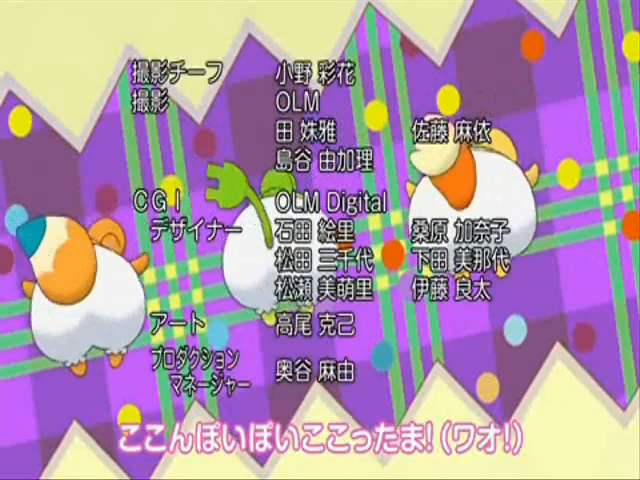 撮影チーフ 小野 彩花
撮影 OLM
田 姝雅 佐藤 麻依
島谷 由加理
CGI OLM Digital
デザイナー 石田 絵里 桑原 加奈子
松田 三千代 下田 美那代
松瀬 美萌里 伊藤 良太
アート 高尾 克己
プロダクション
マネージャー 奥谷 麻由
ここんぽいぽいここったま!(ワオ!)